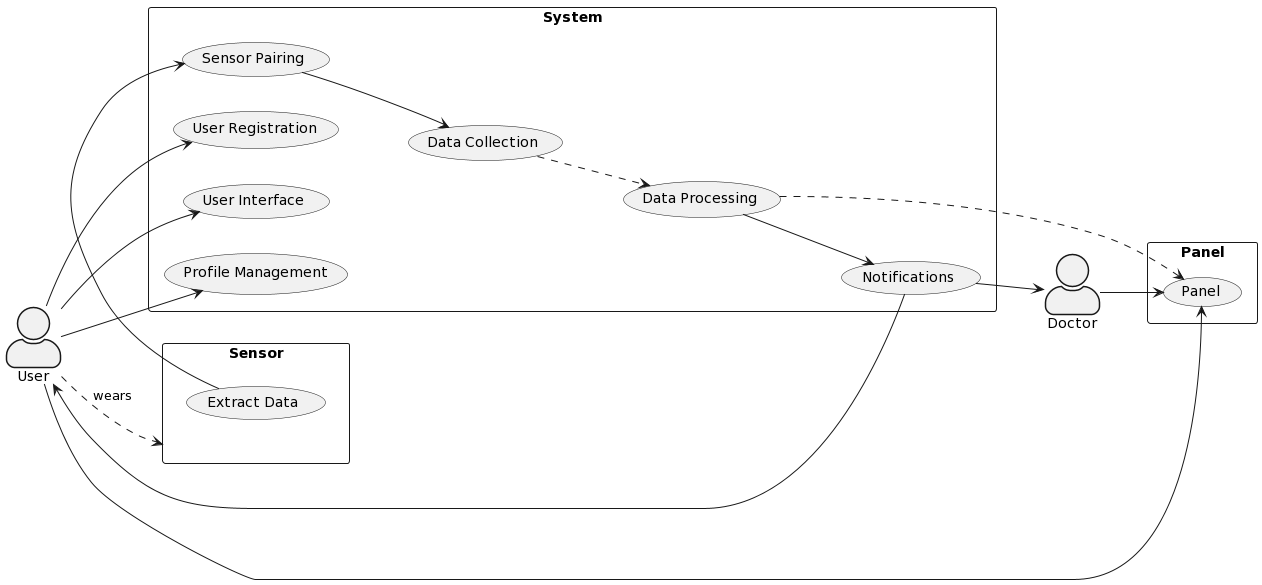 System
Sensor Pairing
User Registration
Data Collection
User Interface
Data Processing
Profile Management
Notifications
Panel
Panel
Doctor
User
wears
Sensor
Extract Data